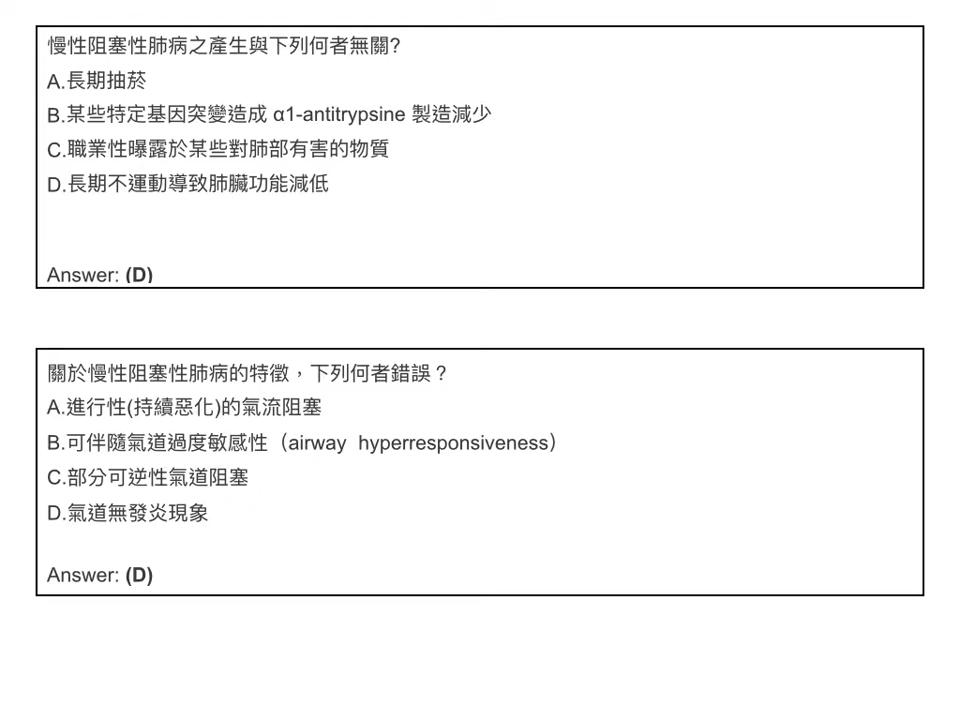 慢性阻塞性肺病之產生與下列何者無關?
A.長期抽菸
B.某些特定基因突變造成 α1-antitrypsine 製造減少
C.職業性曝露於某些對肺部有害的物質
D.長期不運動導致肺臟功能減低
Answer: (D)
關於慢性阻塞性肺病的特徵，下列何者錯誤？
A.進行性(持續惡化)的氣流阻塞
B.可伴隨氣道過度敏感性（airway hyperresponsiveness）
C.部分可逆性氣道阻塞
D.氣道無發炎現象
Answer: (D)